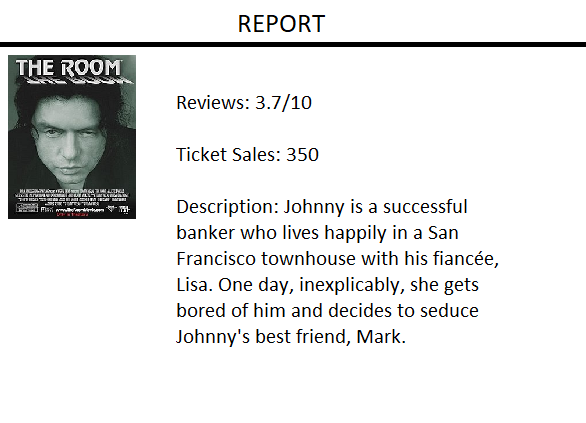 REPORT
THE ROOM
Reviews: 3.7/10
Ticket Sales: 350
Description: Johnny is a successful
banker who lives happily in a San
Francisco townhouse with his fiancée,
Lisa. One day, inexplicably, she gets
bored of him and decides to seduce
Johnny's best friend, Mark.